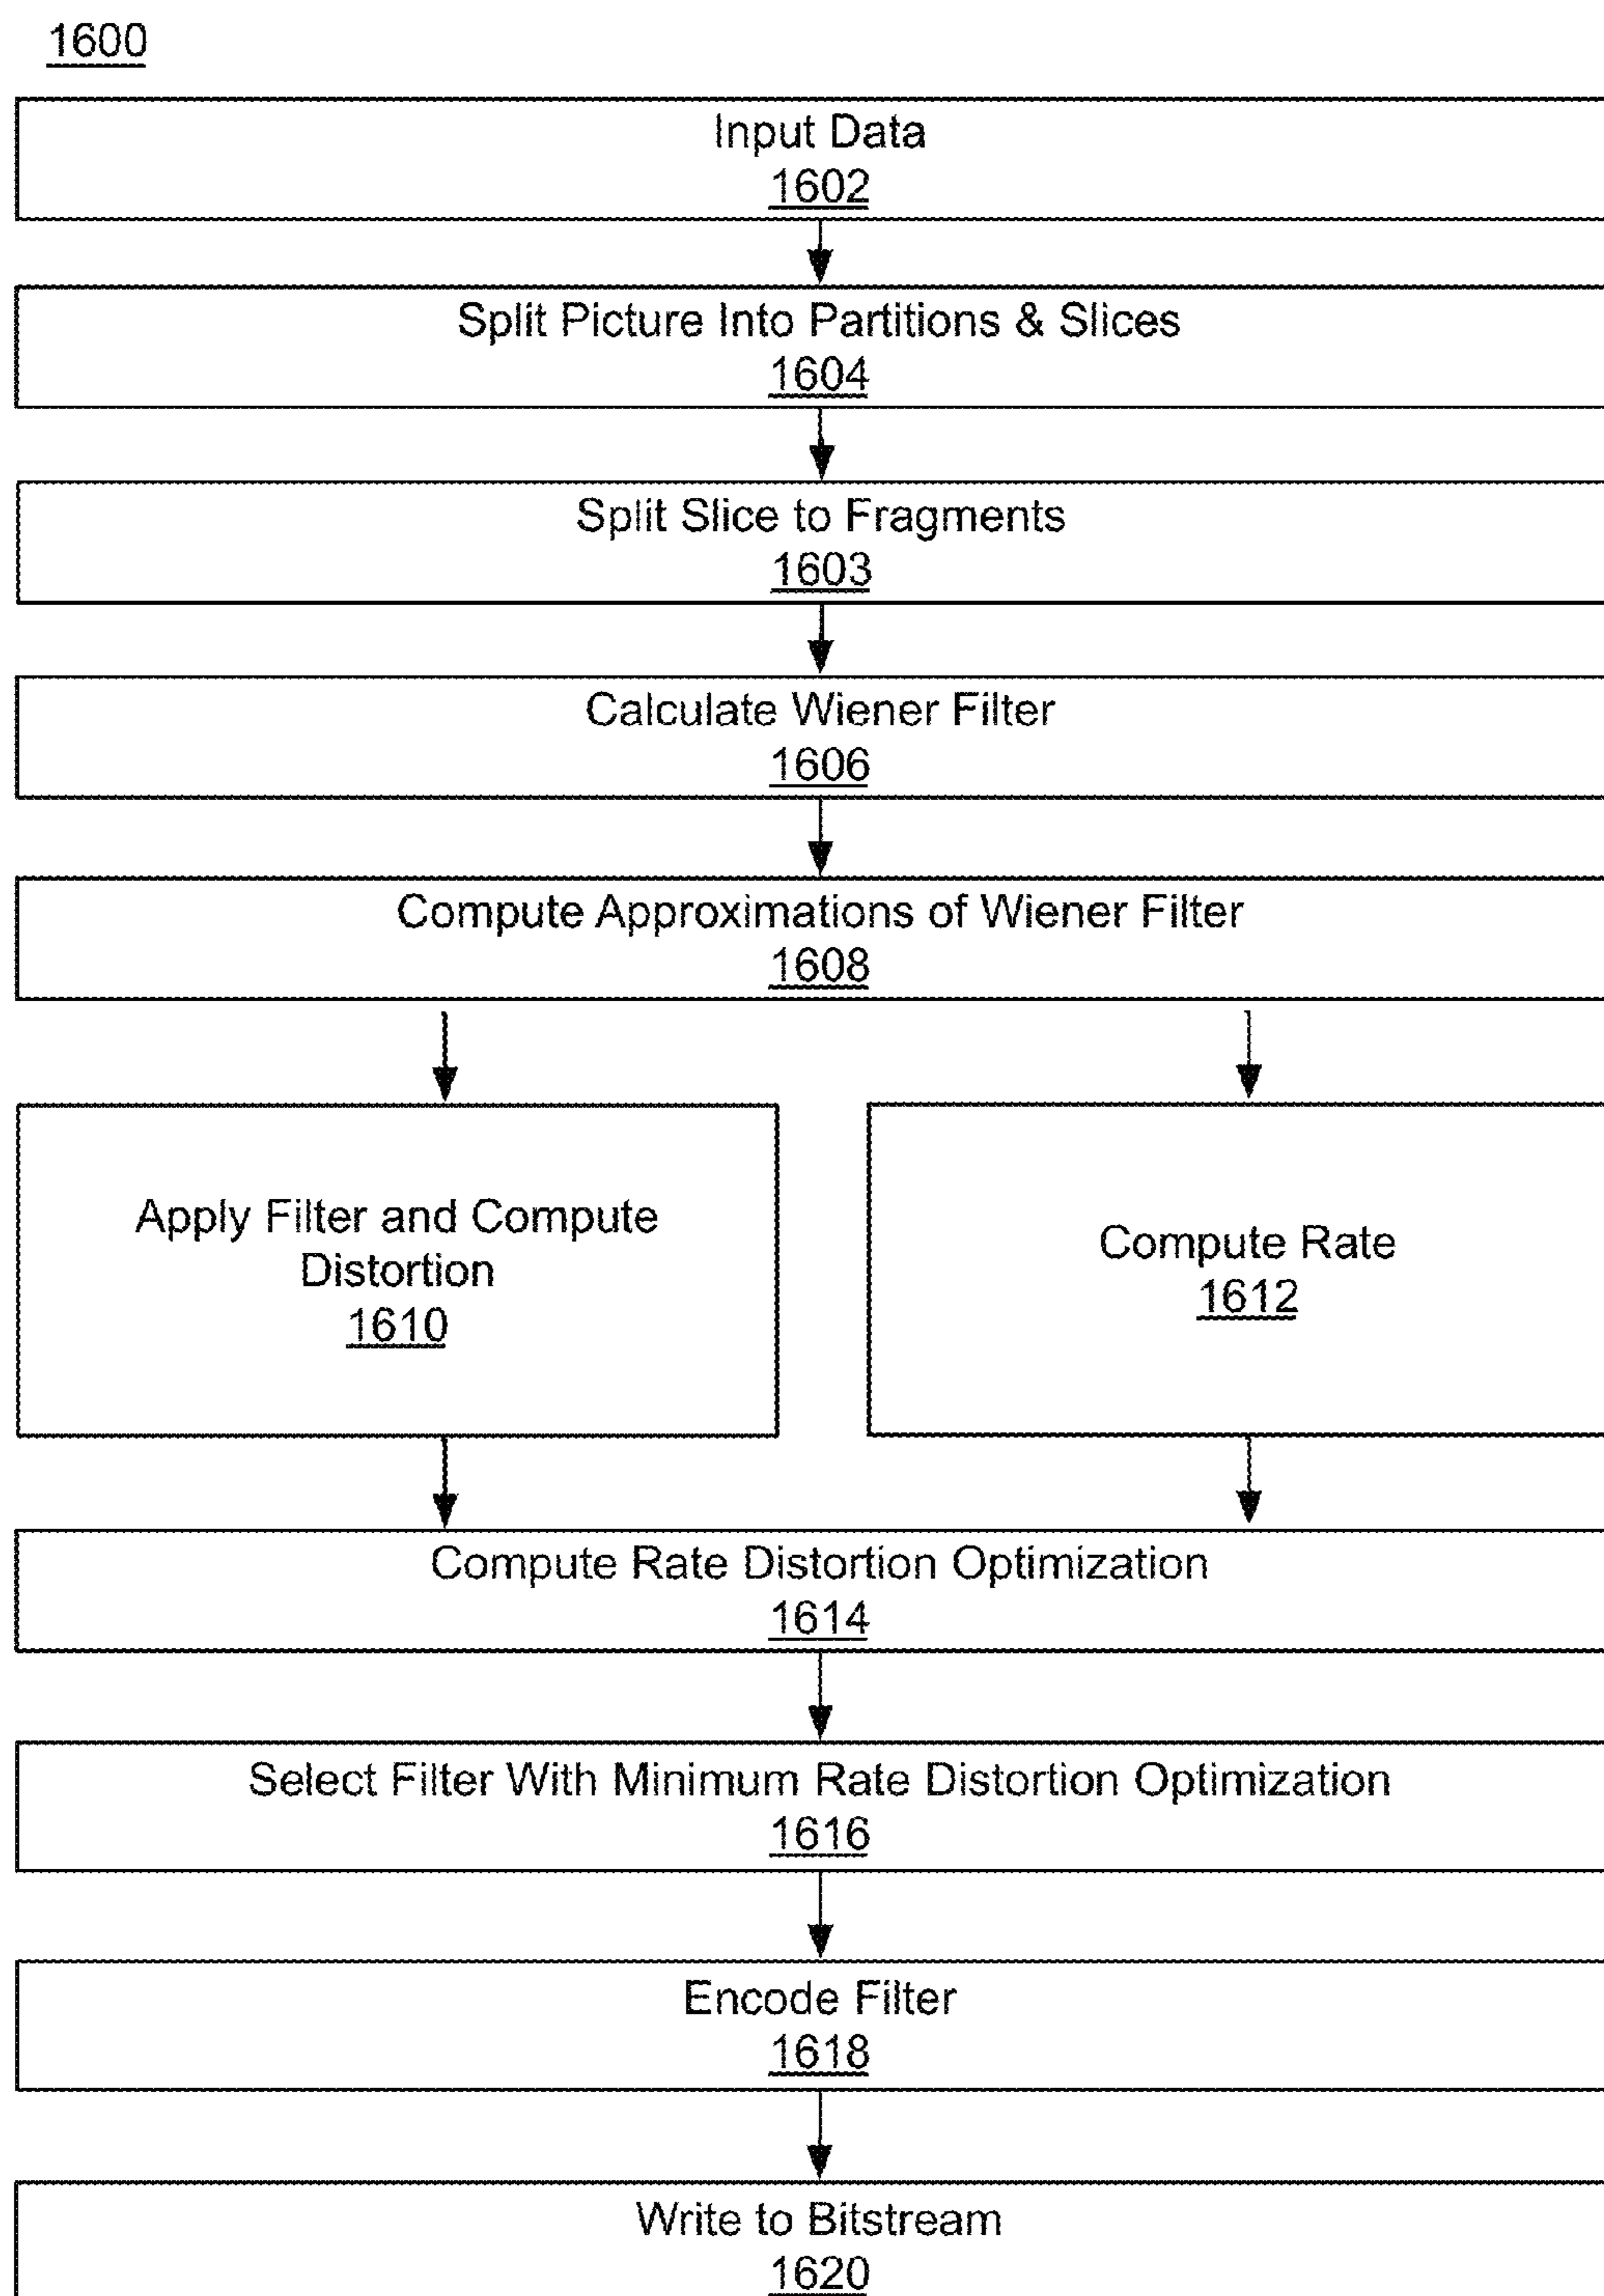 1600
Input Data
1602
Split Picture Into Partitions & Slices
1604
Split Slice to Fragments
1603
Calculate Wiener Filter
1606
Compute Approximations of Wiener Filter
1608
Apply Filter and Compute
Distortion
1610
Compute Rate
1612
Compute Rate Distortion Optimization
1614
Select Filter With Minimum Rate Distortion Optimization
1616
Encode Filter
1618
Write to Bitstream
1620